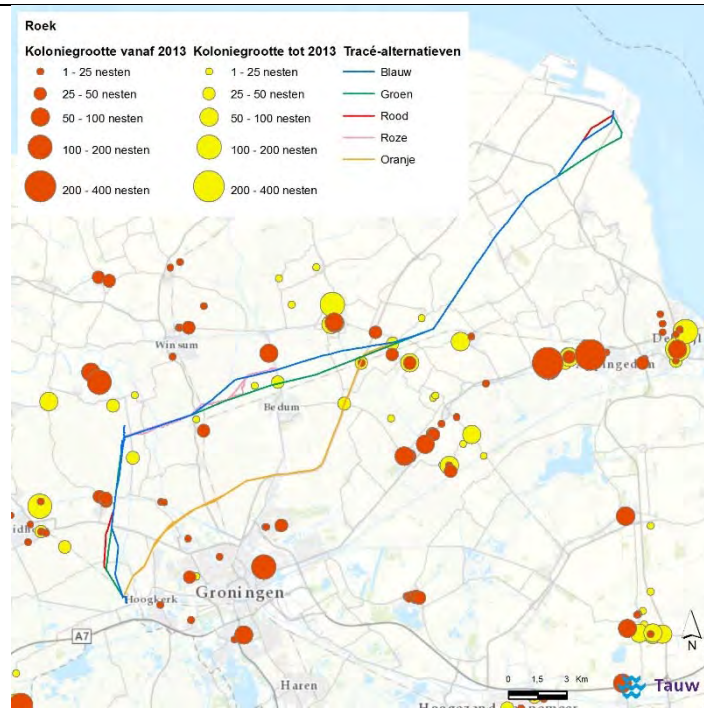 Roek
Koloniegrootte vanaf 2013
1 - 25 nesten
25 - 50 nesten
50 - 100 nesten
100 - 200 nesten
200 - 400 nesten
Koloniegrootte tot 2013
1 - 25 nesten
25 - 50 nesten
50 - 100 nesten
100 - 200 nesten
200 - 400 nesten
Tracé-alternatieven
Blauw
Groen
Rood
Roze
Oranje
Winsum
Bedum
Hoogkerk
Groningen
A7
Haren
N
0 1,5 3 Km
Tauw